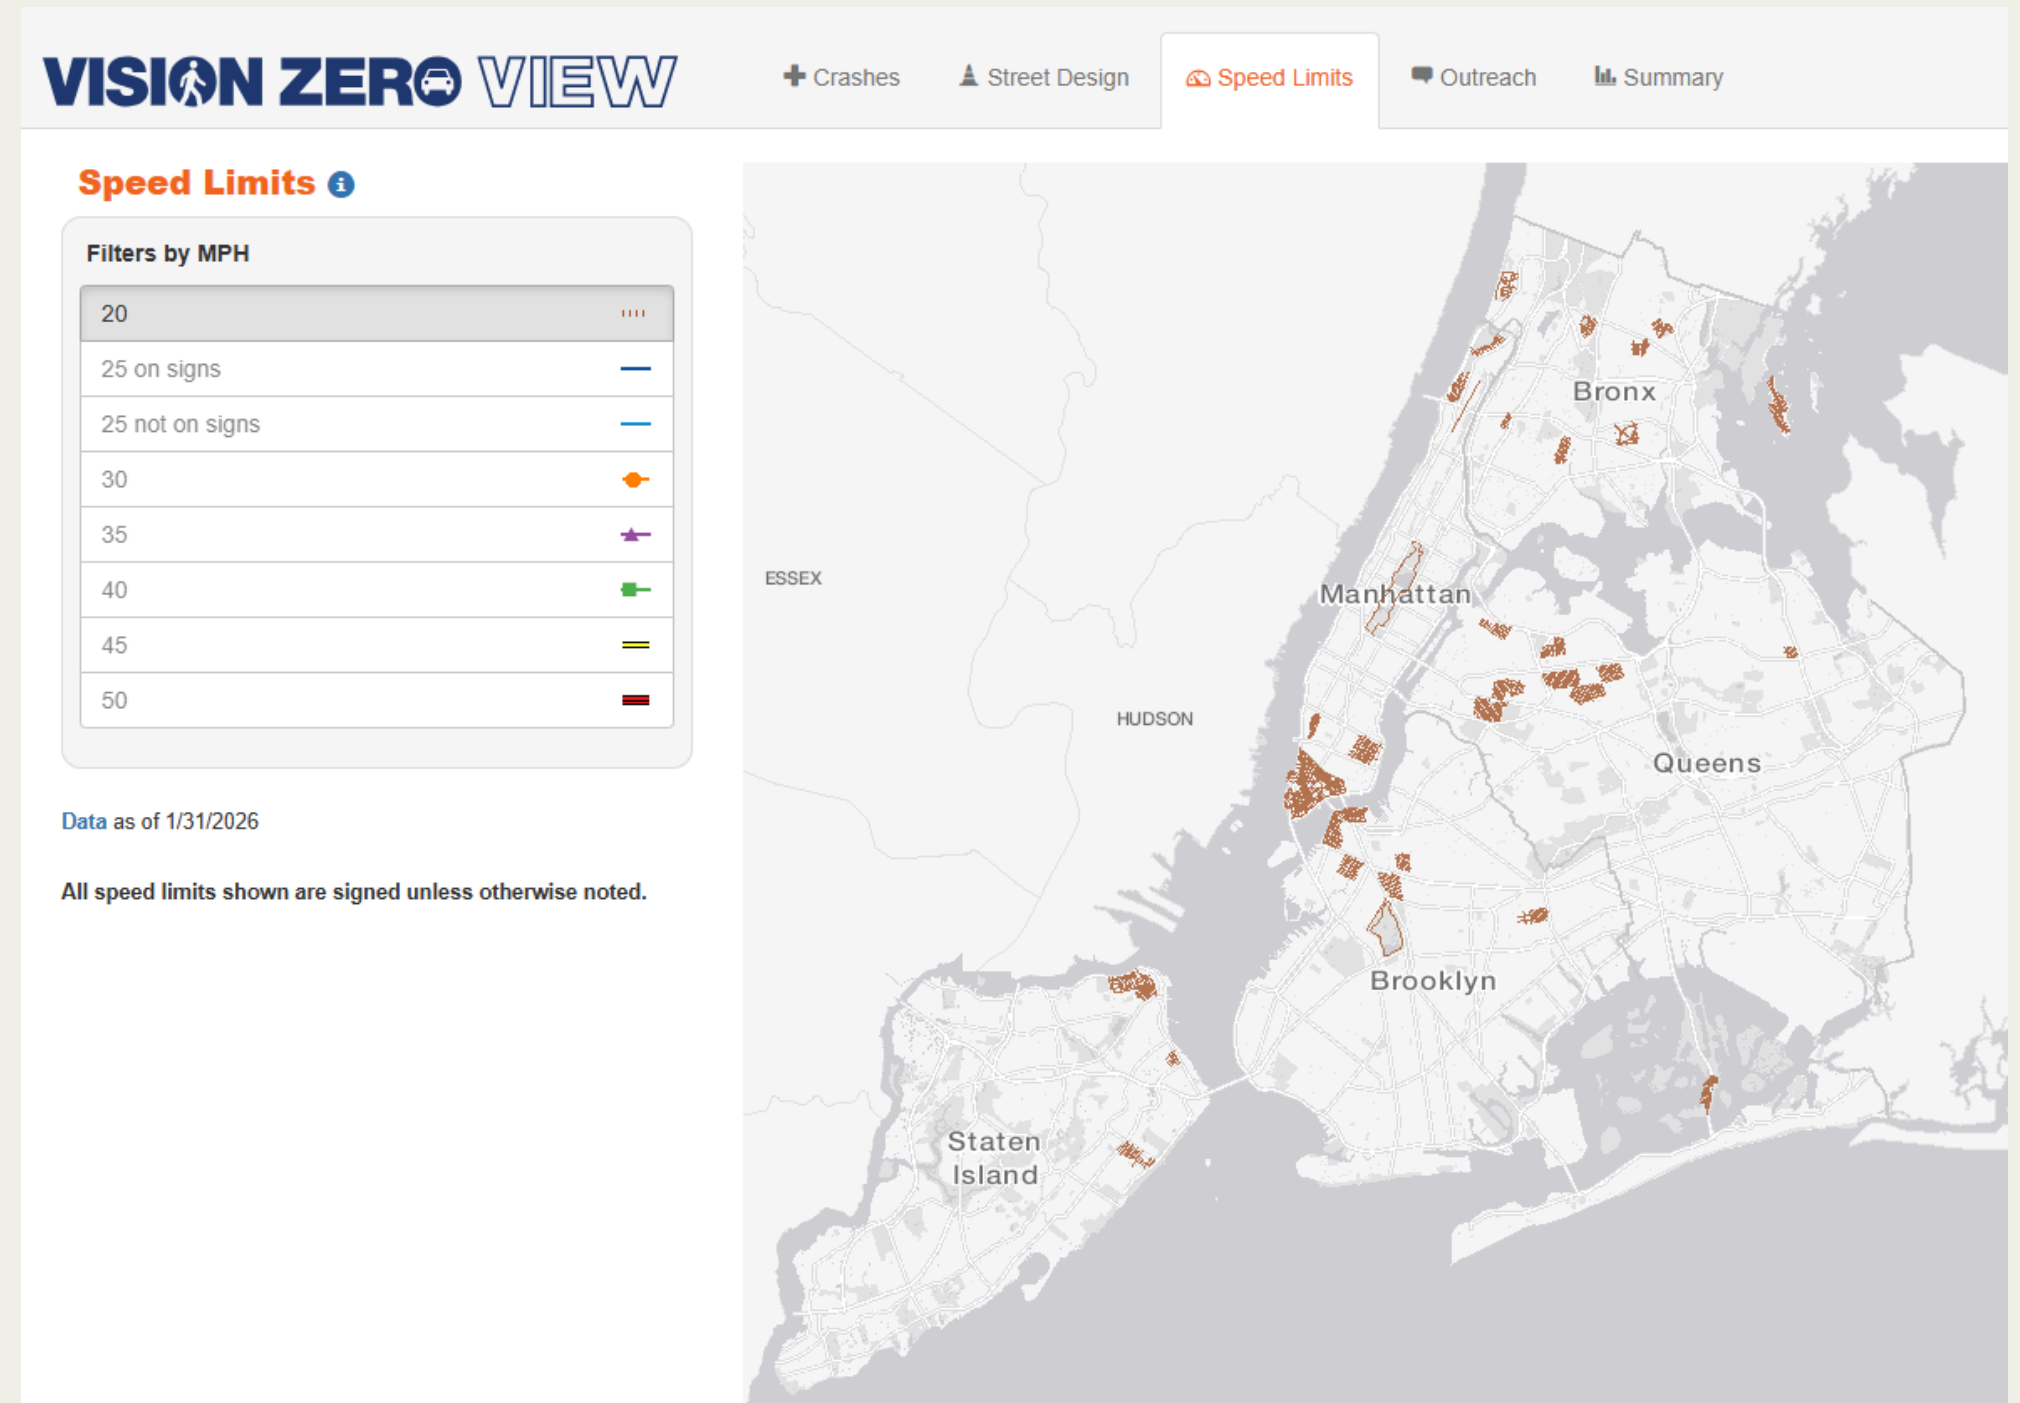 VISION ZERO VIEW
Crashes
Street Design
Speed Limits
Outreach
Summary
Speed Limits
Filters by MPH
20
25 on signs
25 not on signs
30
35
40
45
50
Data as of 1/31/2026
All speed limits shown are signed unless otherwise noted.
Bronx
ESSEX
Manhattan
HUDSON
Queens
Brooklyn
Staten
Island